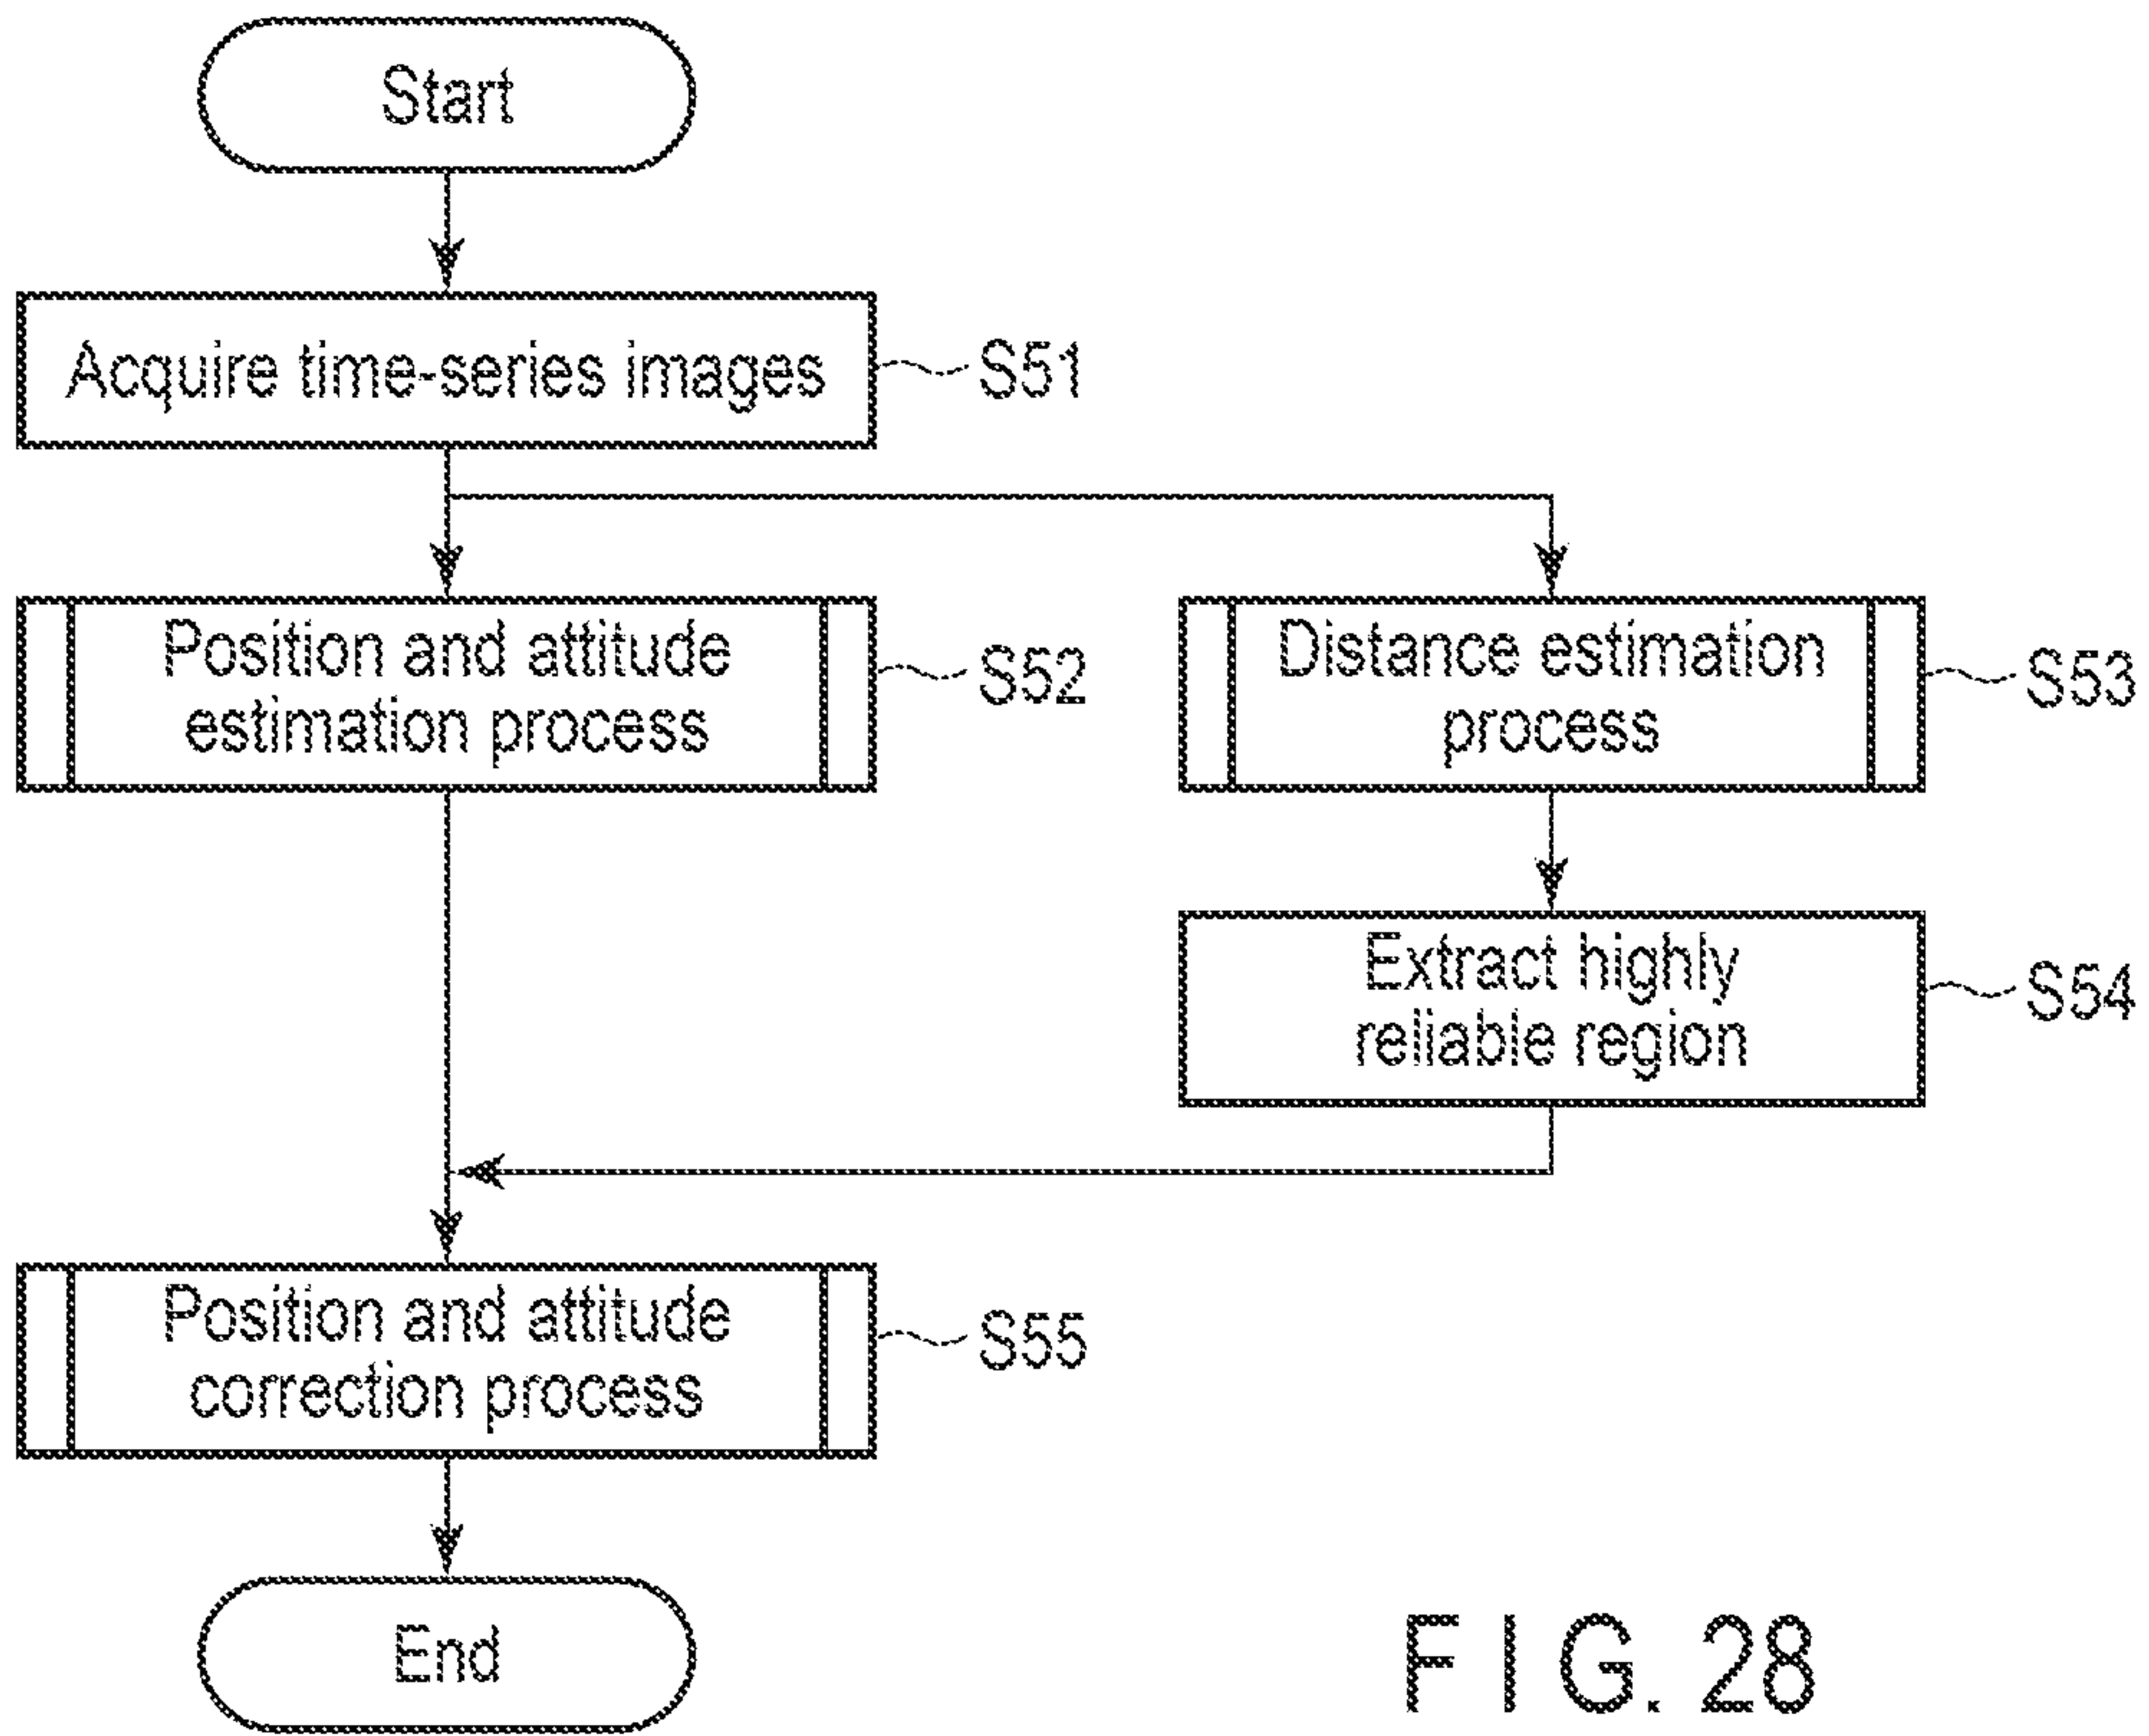 Start
Acquire time-series images
S51
Position and attitude
estimation process
S52
Distance estimation
process
S53
Extract highly
reliable region
S54
Position and attitude
correction process
S55
End
FIG. 28